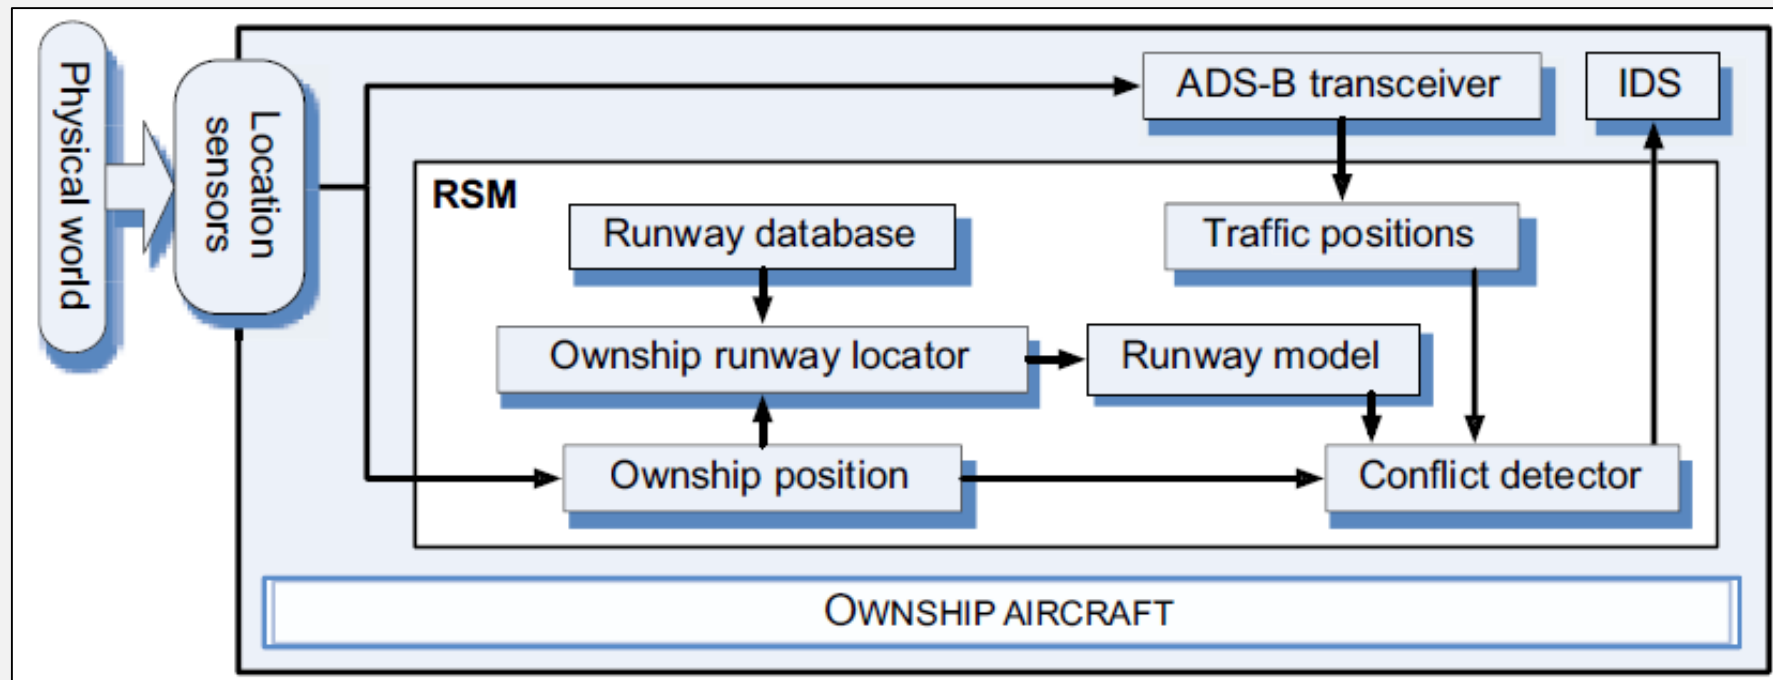 Physical world
Location
sensors
ADS-B transceiver
IDS
RSM
Runway database
Traffic positions
Ownship runway locator
Runway model
Ownship position
Conflict detector
OWNSHIP AIRCRAFT